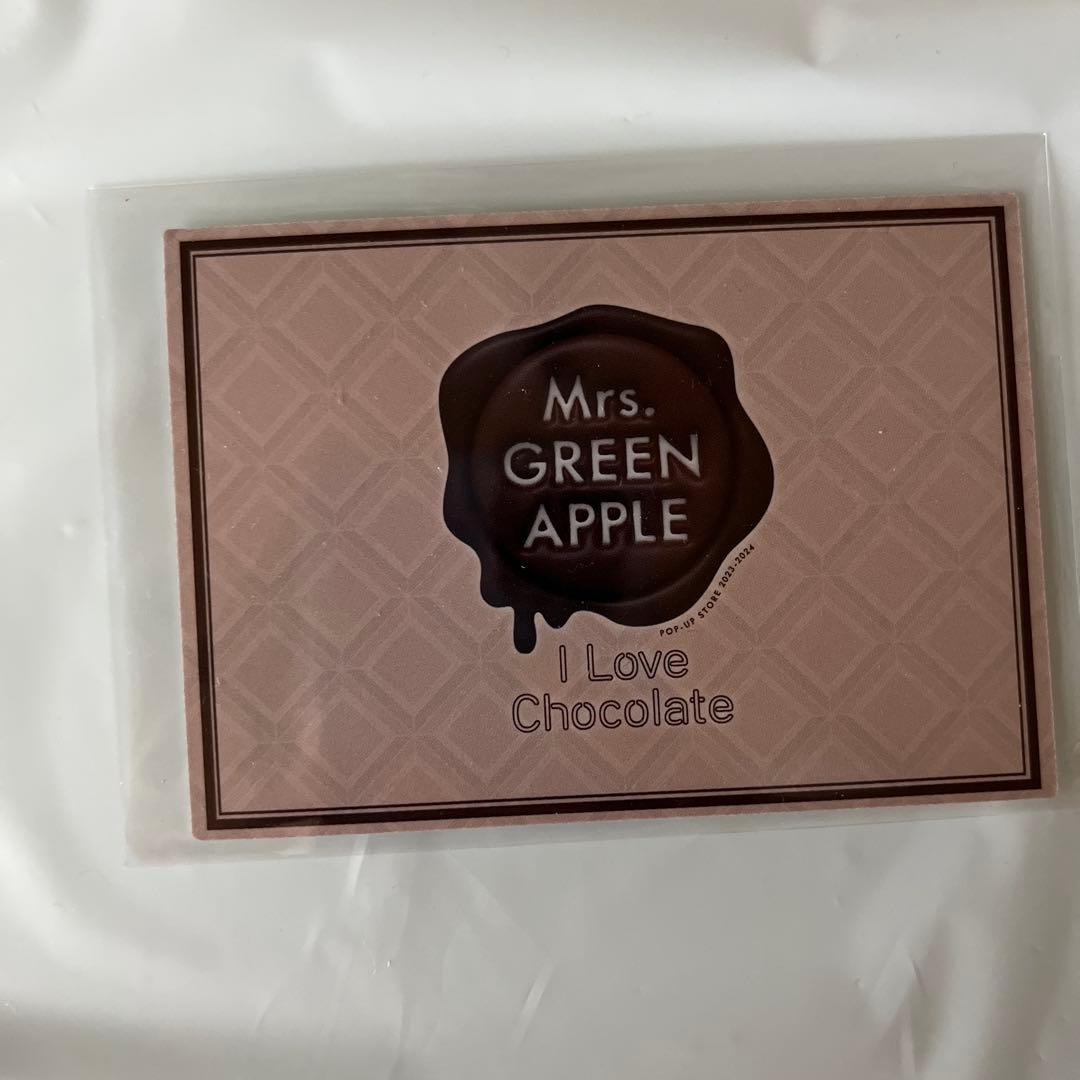 Mrs.
GREEN
APPLE
POP-UP STORE 2023-2024
I Love
Chocolate